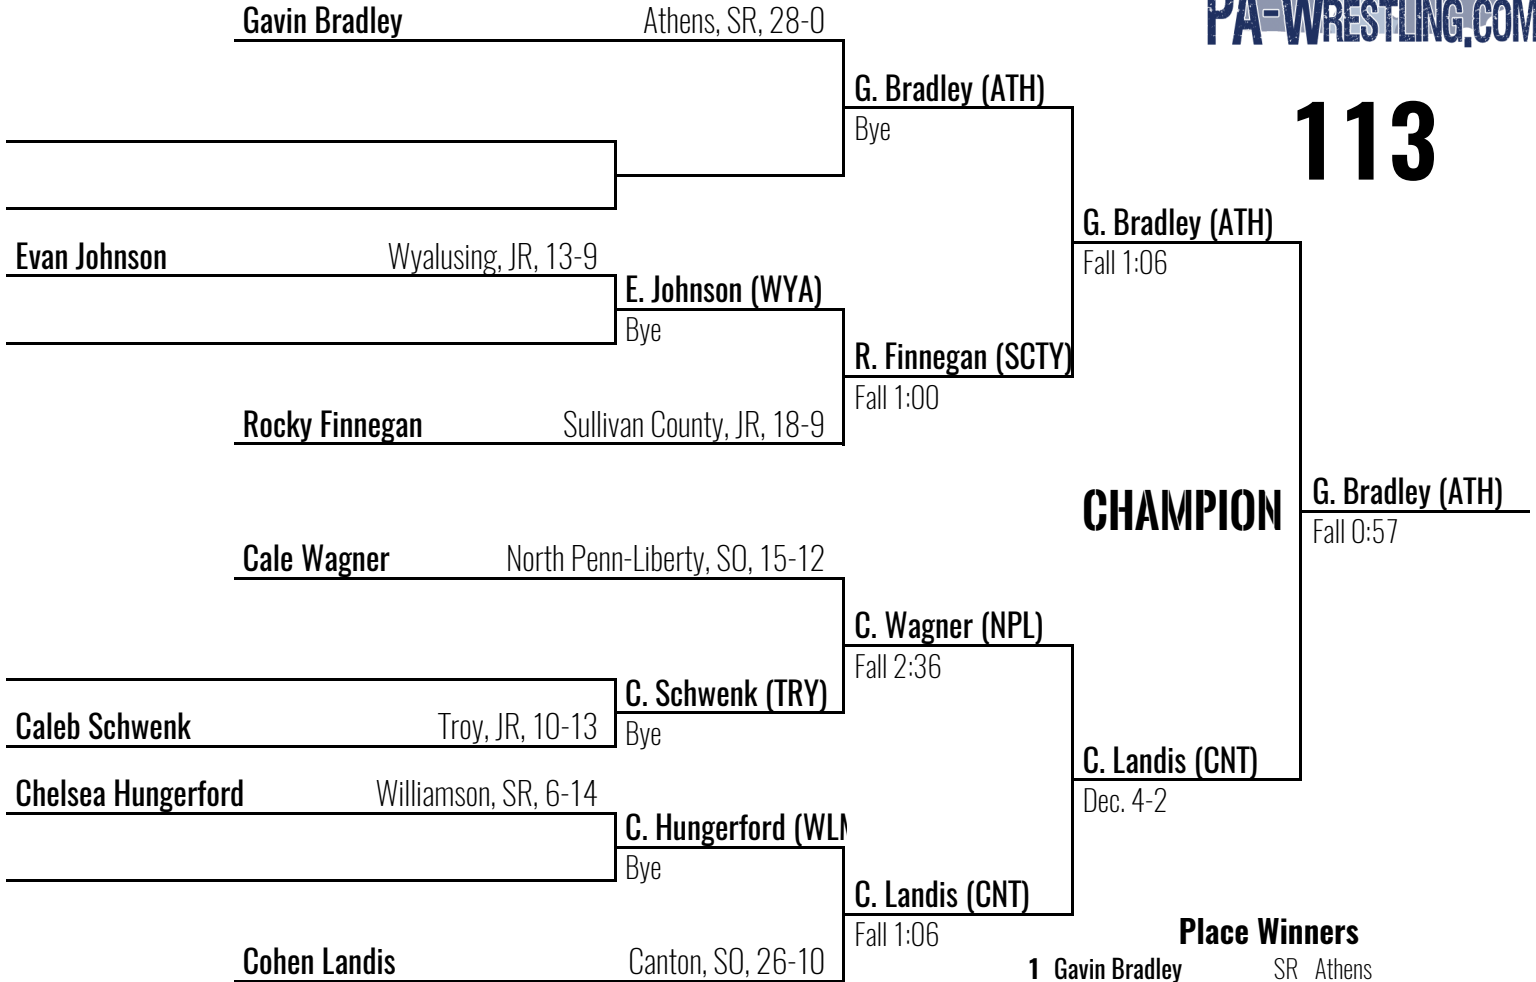 PA-WRESTLING.COM
113
Gavin Bradley Athens, SR, 28-0
G. Bradley (ATH)
Bye
G. Bradley (ATH)
Fall 1:06
Evan Johnson Wyalusing, JR, 13-9
E. Johnson (WYA)
Bye
R. Finnegan (SCTY)
Fall 1:00
Rocky Finnegan Sullivan County, JR, 18-9
CHAMPION
G. Bradley (ATH)
Fall 0:57
Cale Wagner North Penn-Liberty, SO, 15-12
C. Wagner (NPL)
Fall 2:36
C. Schwenk (TRY)
Bye
Caleb Schwenk Troy, JR, 10-13
C. Landis (CNT)
Dec. 4-2
Chelsea Hungerford Williamson, SR, 6-14
C. Hungerford (WLM
Bye
C. Landis (CNT)
Fall 1:06
Cohen Landis Canton, SO, 26-10
Place Winners
1 Gavin Bradley SR Athens